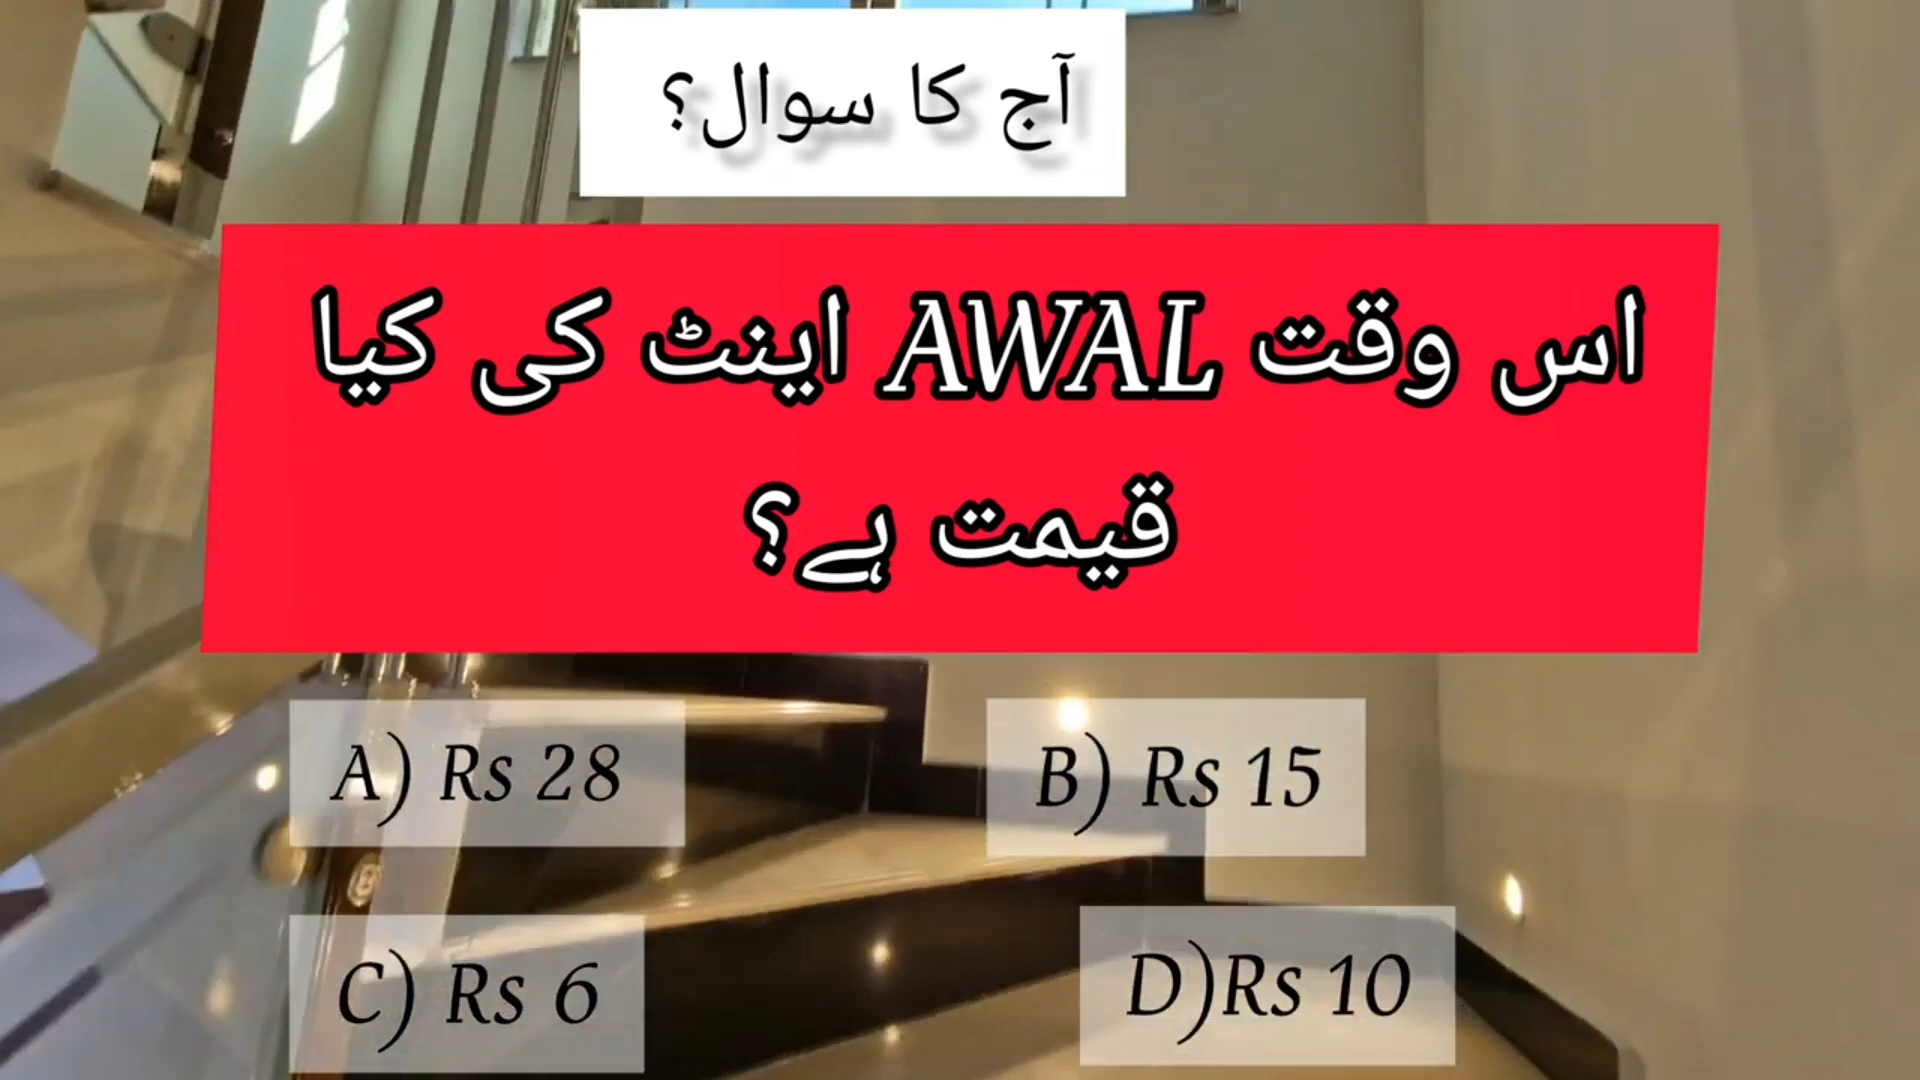 آج کا سوال؟
اس وقت AWAL اینٹ کی کیا
قیمت ہے؟
A) Rs 28
B) Rs 15
C) Rs 6
D)Rs 10